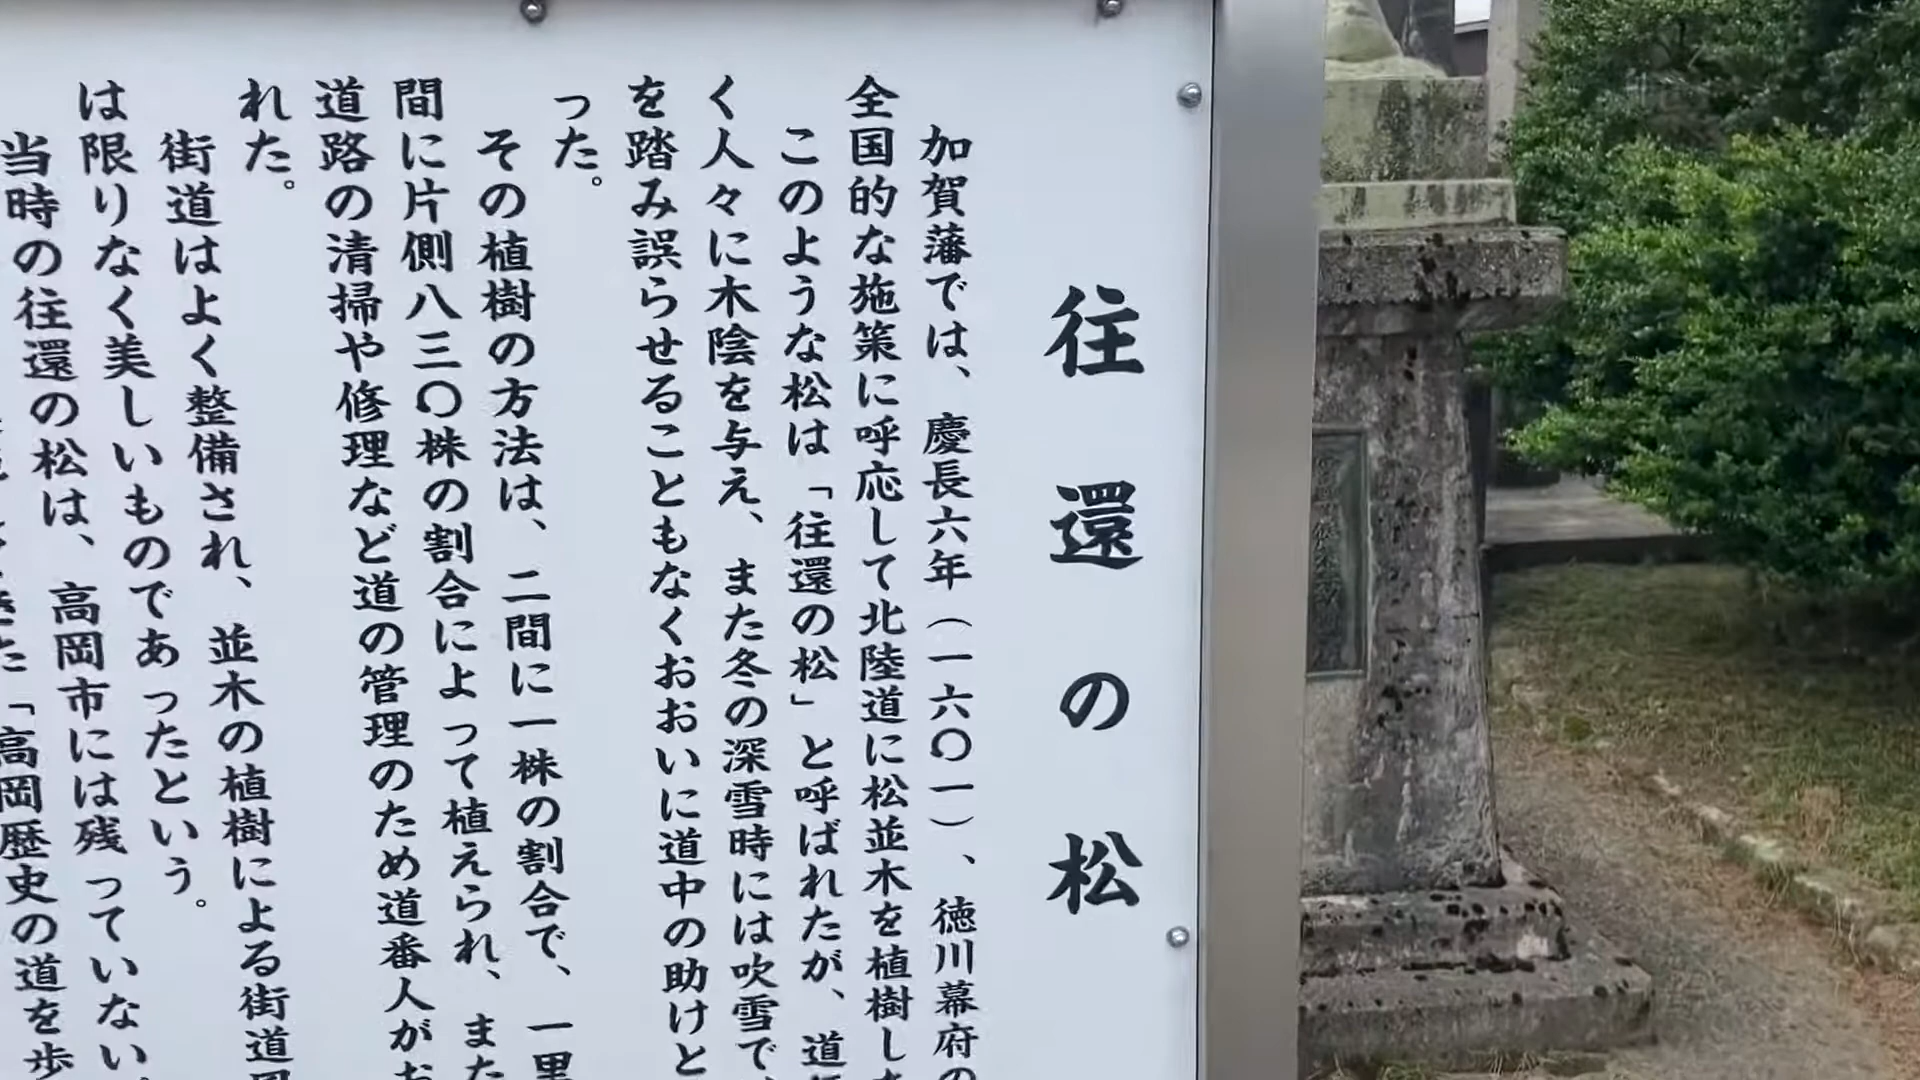 往還の松
加賀藩では、慶長六年(一六〇一)、徳川幕府の
全国的な施策に呼応して北陸道に松並木を植樹し
このような松は「往還の松」と呼ばれたが、道
く人々に木陰を与え、また冬の深雪時には吹雪で
を踏み誤らせることもなくおおいに道中の助けと
った。
その植樹の方法は、二間に一株の割合で、一里
間に片側八三〇株の割合によって植えられ、また
道路の清掃や修理など道の管理のため道番人がお
れた。
街道はよく整備され、並木の植樹による街道
は限りなく美しいものであったという。
当時の往還の松は、高岡市には残っていない
「高岡歴史の道を歩